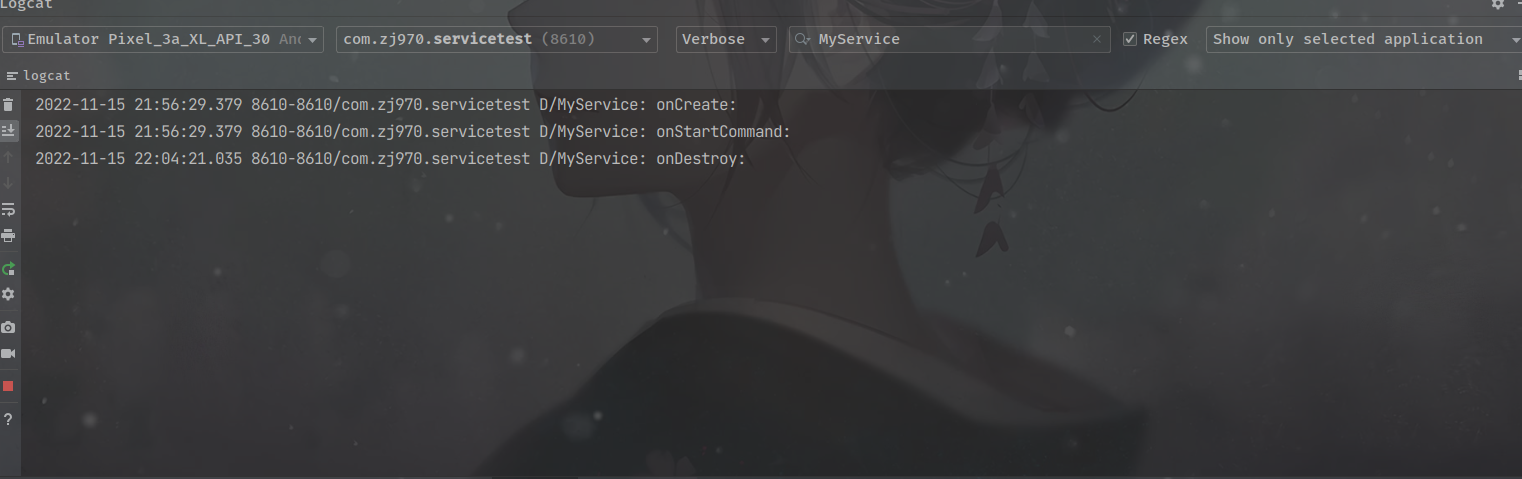 Logcat
Emulator Pixel_3a_XL_API_30 And com.zj970.servicetest (8610) Verbose MyService Regex Show only selected application
logcat
2022-11-15 21:56:29.379 8610-8610/com.zj970.servicetest D/MyService: onCreate:
2022-11-15 21:56:29.379 8610-8610/com.zj970.servicetest D/MyService: onStartCommand:
2022-11-15 22:04:21.035 8610-8610/com.zj970.servicetest D/MyService: onDestroy:
?